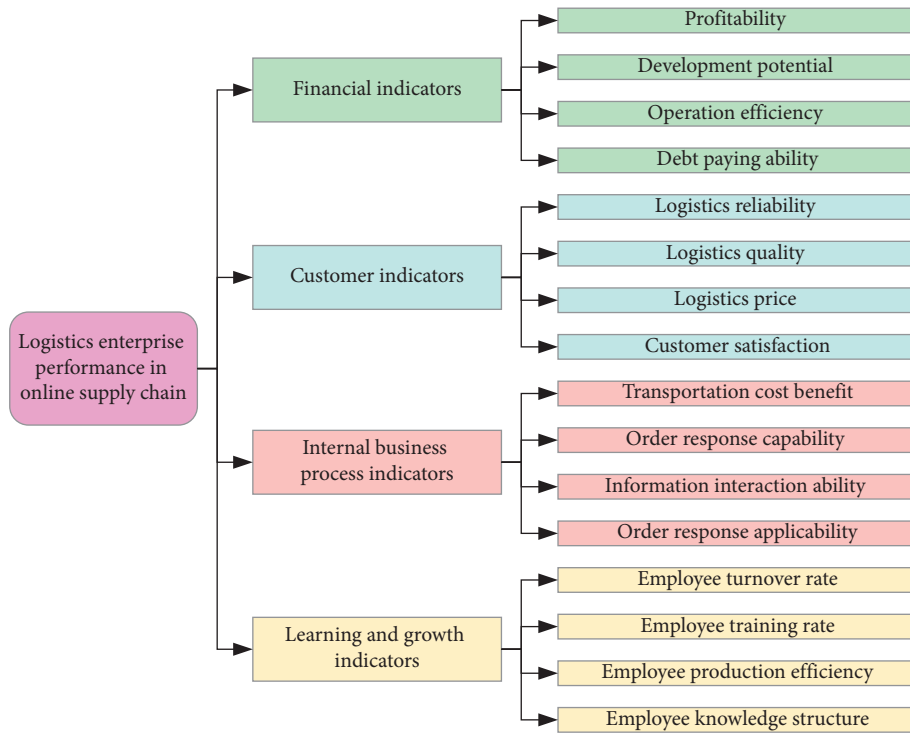 Logistics enterprise
performance in
online supply chain
Financial indicators
Profitability
Development potential
Operation efficiency
Debt paying ability
Customer indicators
Logistics reliability
Logistics quality
Logistics price
Customer satisfaction
Internal business
process indicators
Transportation cost benefit
Order response capability
Information interaction ability
Order response applicability
Learning and growth
indicators
Employee turnover rate
Employee training rate
Employee production efficiency
Employee knowledge structure